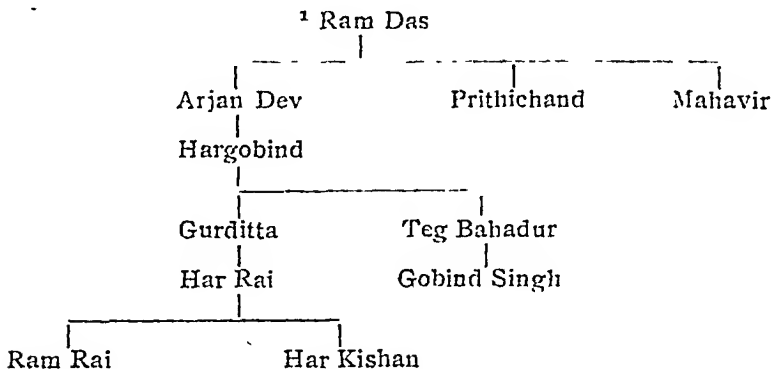 ¹ Ram Das
Arjan Dev Prithichand Mahavir
Hargobind
Gurditta Teg Bahadur
Har Rai Gobind Singh
Ram Rai Har Kishan